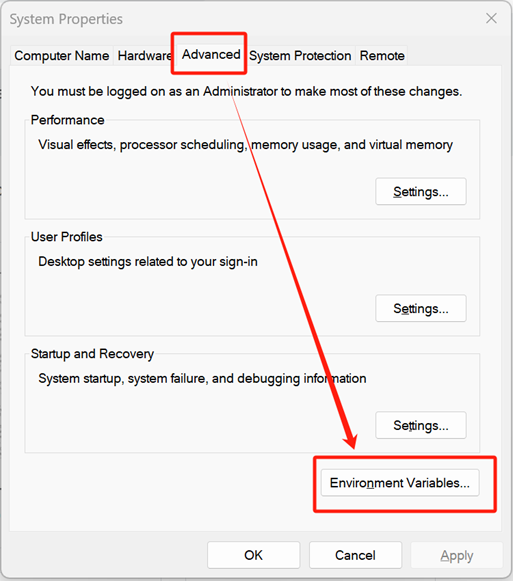 System Properties
Computer Name Hardware Advanced System Protection Remote
You must be logged on as an Administrator to make most of these changes.
Performance
Visual effects, processor scheduling, memory usage, and virtual memory
Settings...
User Profiles
Desktop settings related to your sign-in
Settings...
Startup and Recovery
System startup, system failure, and debugging information
Settings...
Environment Variables...
OK Cancel Apply